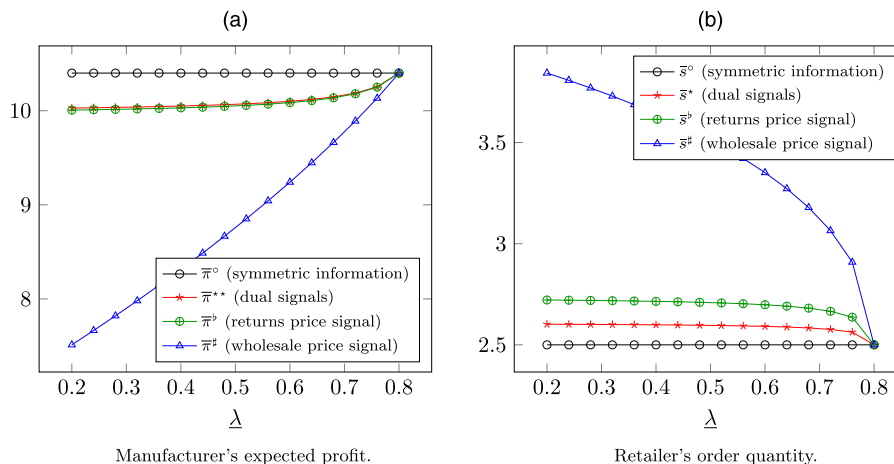 (a)
10
9
8
π̅° (symmetric information)
π̅⋆⋆ (dual signals)
π̅♭ (returns price signal)
π̅♯ (wholesale price signal)
0.2 0.3 0.4 0.5 0.6 0.7 0.8
λ̲
Manufacturer's expected profit.
(b)
3.5
3
2.5
s̅° (symmetric information)
s̅⋆ (dual signals)
s̅♭ (returns price signal)
s̅♯ (wholesale price signal)
0.2 0.3 0.4 0.5 0.6 0.7 0.8
λ̲
Retailer's order quantity.